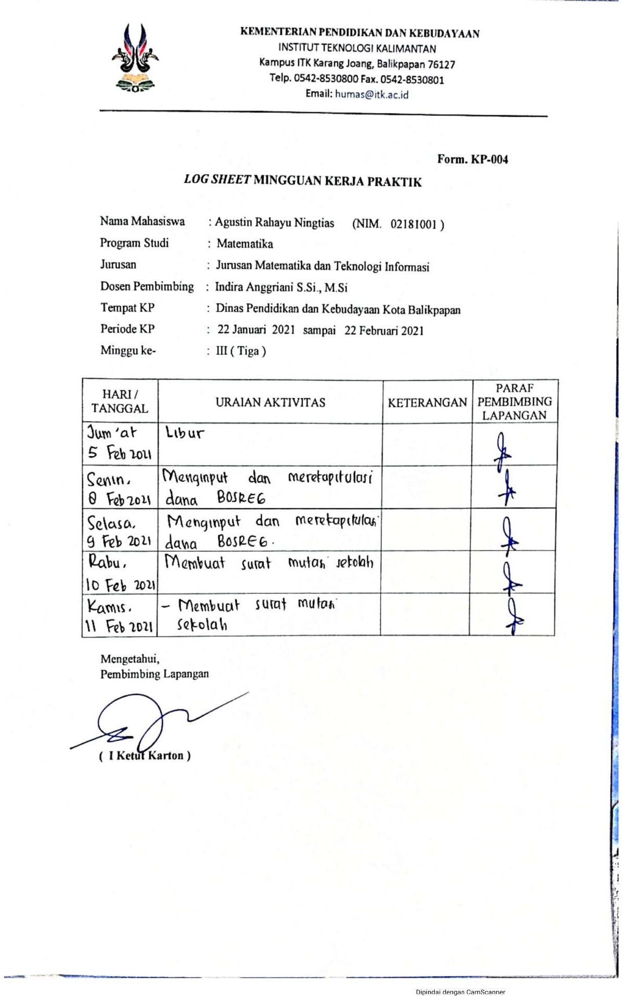 KEMENTERIAN PENDIDIKAN DAN KEBUDAYAAN
INSTITUT TEKNOLOGI KALIMANTAN
Kampus ITK Karang Joang, Balikpapan 76127
Telp. 0542-8530800 Fax. 0542-8530801
Email: humas@itk.ac.id
Form. KP-004
LOG SHEET MINGGUAN KERJA PRAKTIK
Nama Mahasiswa : Agustin Rahayu Ningtias (NIM. 02181001 )
Program Studi : Matematika
Jurusan : Jurusan Matematika dan Teknologi Informasi
Dosen Pembimbing : Indira Anggriani S.Si., M.Si
Tempat KP : Dinas Pendidikan dan Kebudayaan Kota Balikpapan
Periode KP : 22 Januari 2021 sampai 22 Februari 2021
Minggu ke- : III ( Tiga )
HARI / TANGGAL URAIAN AKTIVITAS KETERANGAN PARAF PEMBIMBING LAPANGAN
Jum'at Libur
5 Feb 2021
Senin, Menginput dan merekapitulasi
8 Feb 2021 dana BOSREG
Selasa, Menginput dan merekapitulasi
9 Feb 2021 dana BOSREG.
Rabu, Membuat surat mutasi sekolah
10 Feb 2021
Kamis, - Membuat surat mutasi
11 Feb 2021 sekolah
Mengetahui,
Pembimbing Lapangan
( I Ketut Karton )
Dipindai dengan CamScanner